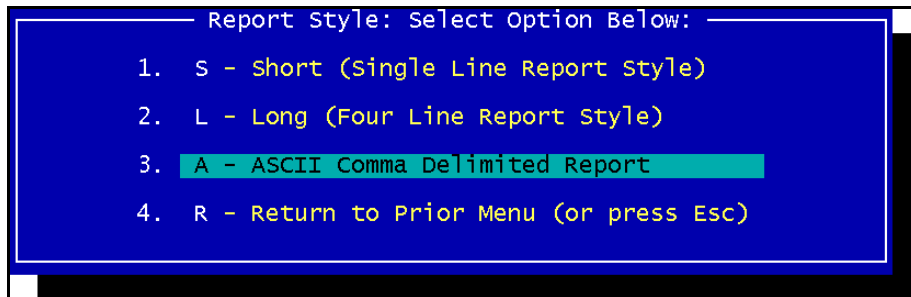 Report Style: Select Option Below:
1. S - Short (Single Line Report Style)
2. L - Long (Four Line Report Style)
3. A - ASCII Comma Delimited Report
4. R - Return to Prior Menu (or press Esc)